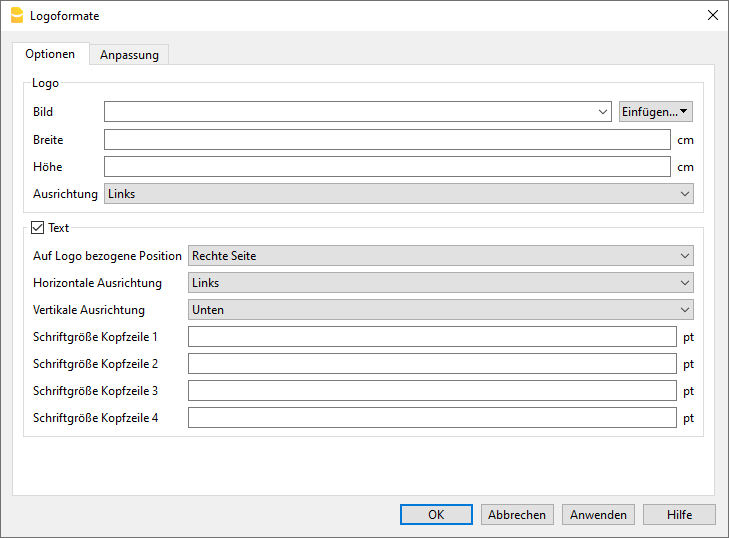 Logoformate
Optionen Anpassung
Logo
Bild Einfügen...
Breite cm
Höhe cm
Ausrichtung Links
Text
Auf Logo bezogene Position Rechte Seite
Horizontale Ausrichtung Links
Vertikale Ausrichtung Unten
Schriftgröße Kopfzeile 1 pt
Schriftgröße Kopfzeile 2 pt
Schriftgröße Kopfzeile 3 pt
Schriftgröße Kopfzeile 4 pt
OK Abbrechen Anwenden Hilfe